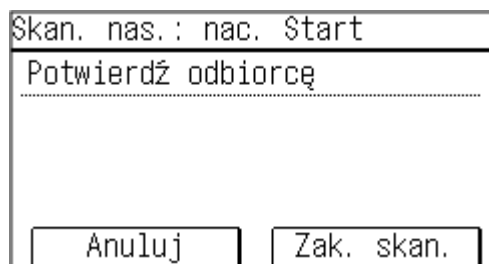 Skan. nas.: nac. Start
Potwierdź odbiorcę
Anuluj
Zak. skan.